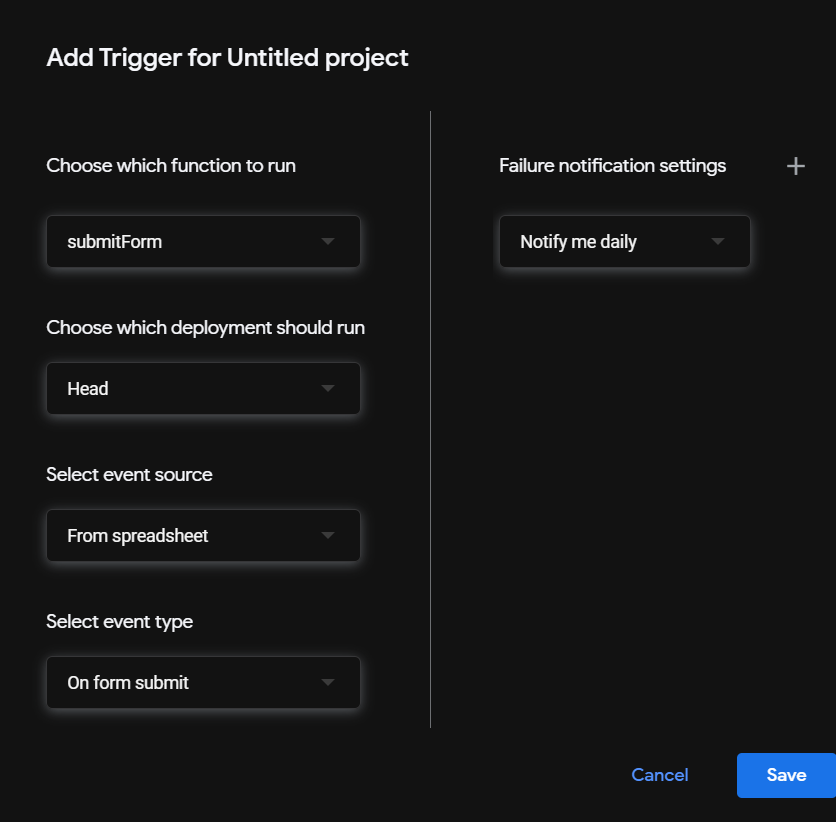 Add Trigger for Untitled project
Choose which function to run
submitForm
Choose which deployment should run
Head
Select event source
From spreadsheet
Select event type
On form submit
Failure notification settings
Notify me daily
Cancel
Save